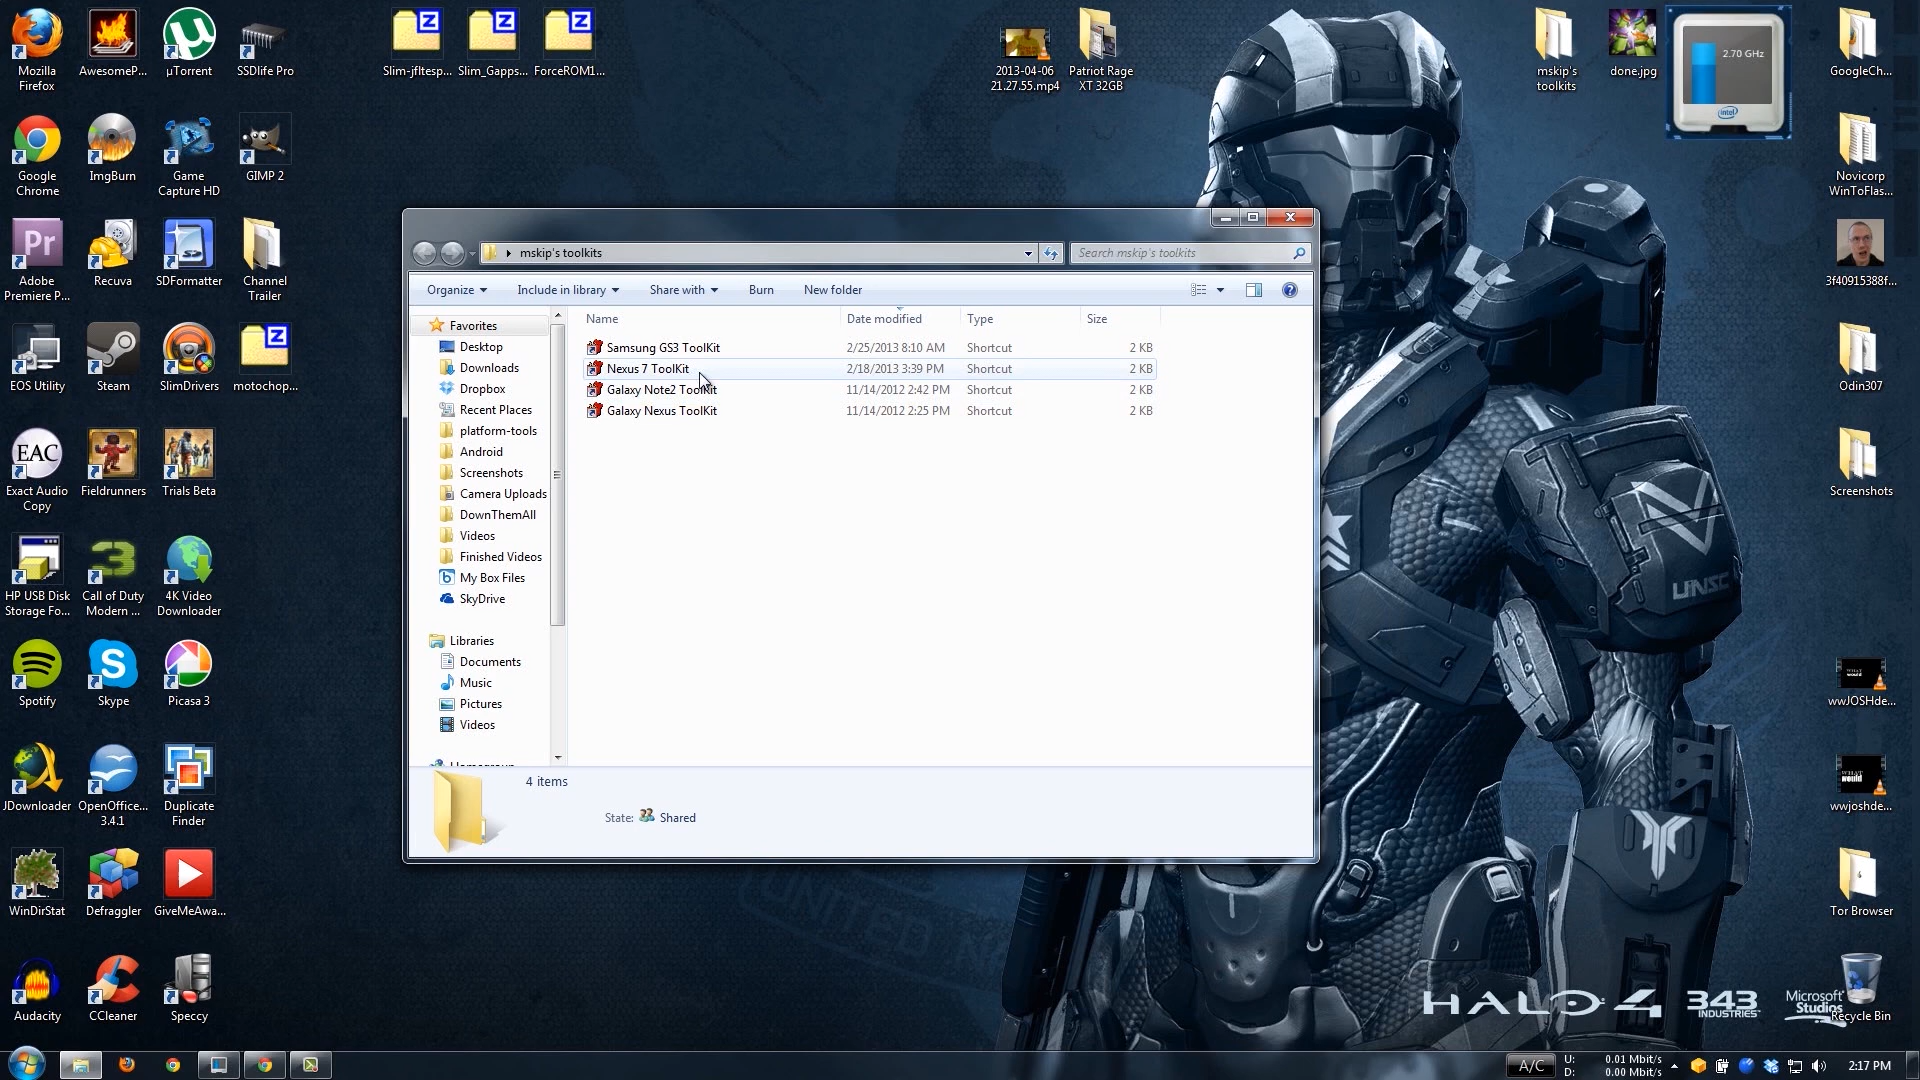 Mozilla
Firefox
AwesomeP...
µTorrent
SSDlife Pro
Slim-jfltesp...
Slim_Gapps...
ForceROM1...
2013-04-06
21.27.55.mp4
Patriot Rage
XT 32GB
mskip's
toolkits
done.jpg
2.70 GHz
intel
GoogleCh...
Google
Chrome
ImgBurn
Game
Capture HD
GIMP 2
Novicorp
WinToFlas...
Pr
Adobe
Premiere P...
Recuva
SDFormatter
Channel
Trailer
3f40915388f...
EOS Utility
Steam
SlimDrivers
motochop...
Odin307
EAC
Exact Audio
Copy
Fieldrunners
Trials Beta
Screenshots
HP USB Disk
Storage Fo...
Call of Duty
Modern ...
4K Video
Downloader
Spotify
Skype
Picasa 3
wwJOSHde...
JDownloader
OpenOffice...
3.4.1
Duplicate
Finder
wwjoshde...
WinDirStat
Defraggler
GiveMeAwa...
Tor Browser
Audacity
CCleaner
Speccy
Recycle Bin
mskip's toolkits
Search mskip's toolkits
Organize
Include in library
Share with
Burn
New folder
Favorites
Desktop
Downloads
Dropbox
Recent Places
platform-tools
Android
Screenshots
Camera Uploads
DownThemAll
Videos
Finished Videos
My Box Files
SkyDrive
Libraries
Documents
Music
Pictures
Videos
Homegroup
Name
Date modified
Type
Size
Samsung GS3 ToolKit 2/25/2013 8:10 AM Shortcut 2 KB
Nexus 7 ToolKit 2/18/2013 3:39 PM Shortcut 2 KB
Galaxy Note2 ToolKit 11/14/2012 2:42 PM Shortcut 2 KB
Galaxy Nexus ToolKit 11/14/2012 2:25 PM Shortcut 2 KB
4 items
State: Shared
UNSC
HALO 4
343
INDUSTRIES
Microsoft
Studios
A/C
U: 0.01 Mbit/s
D: 0.00 Mbit/s
2:17 PM